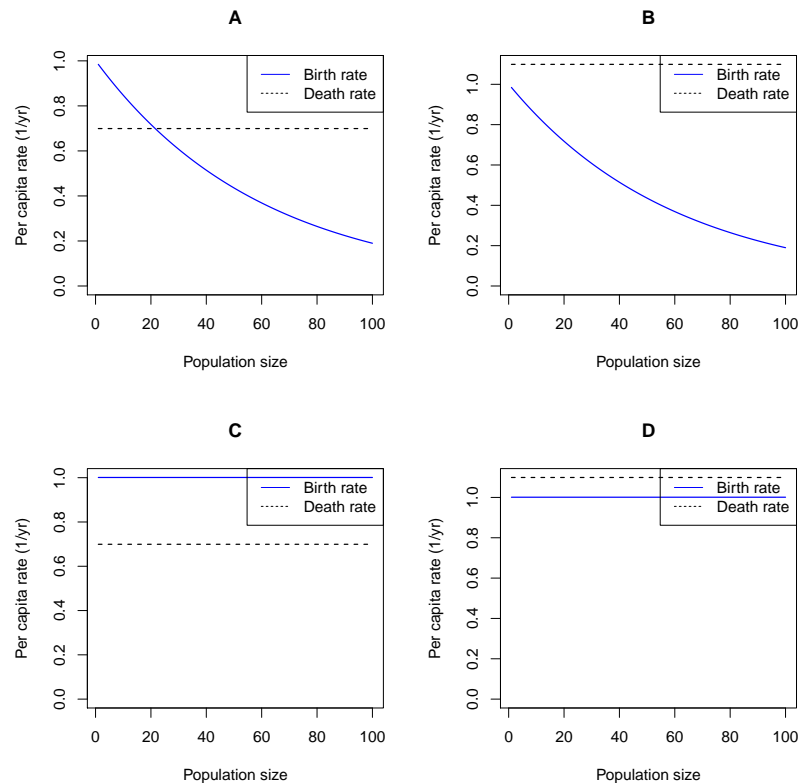 A
Per capita rate (1/yr)
0.0 0.2 0.4 0.6 0.8 1.0
Birth rate
Death rate
0 20 40 60 80 100
Population size
B
Per capita rate (1/yr)
0.0 0.2 0.4 0.6 0.8 1.0
Birth rate
Death rate
0 20 40 60 80 100
Population size
C
Per capita rate (1/yr)
0.0 0.2 0.4 0.6 0.8 1.0
Birth rate
Death rate
0 20 40 60 80 100
Population size
D
Per capita rate (1/yr)
0.0 0.2 0.4 0.6 0.8 1.0
Birth rate
Death rate
0 20 40 60 80 100
Population size